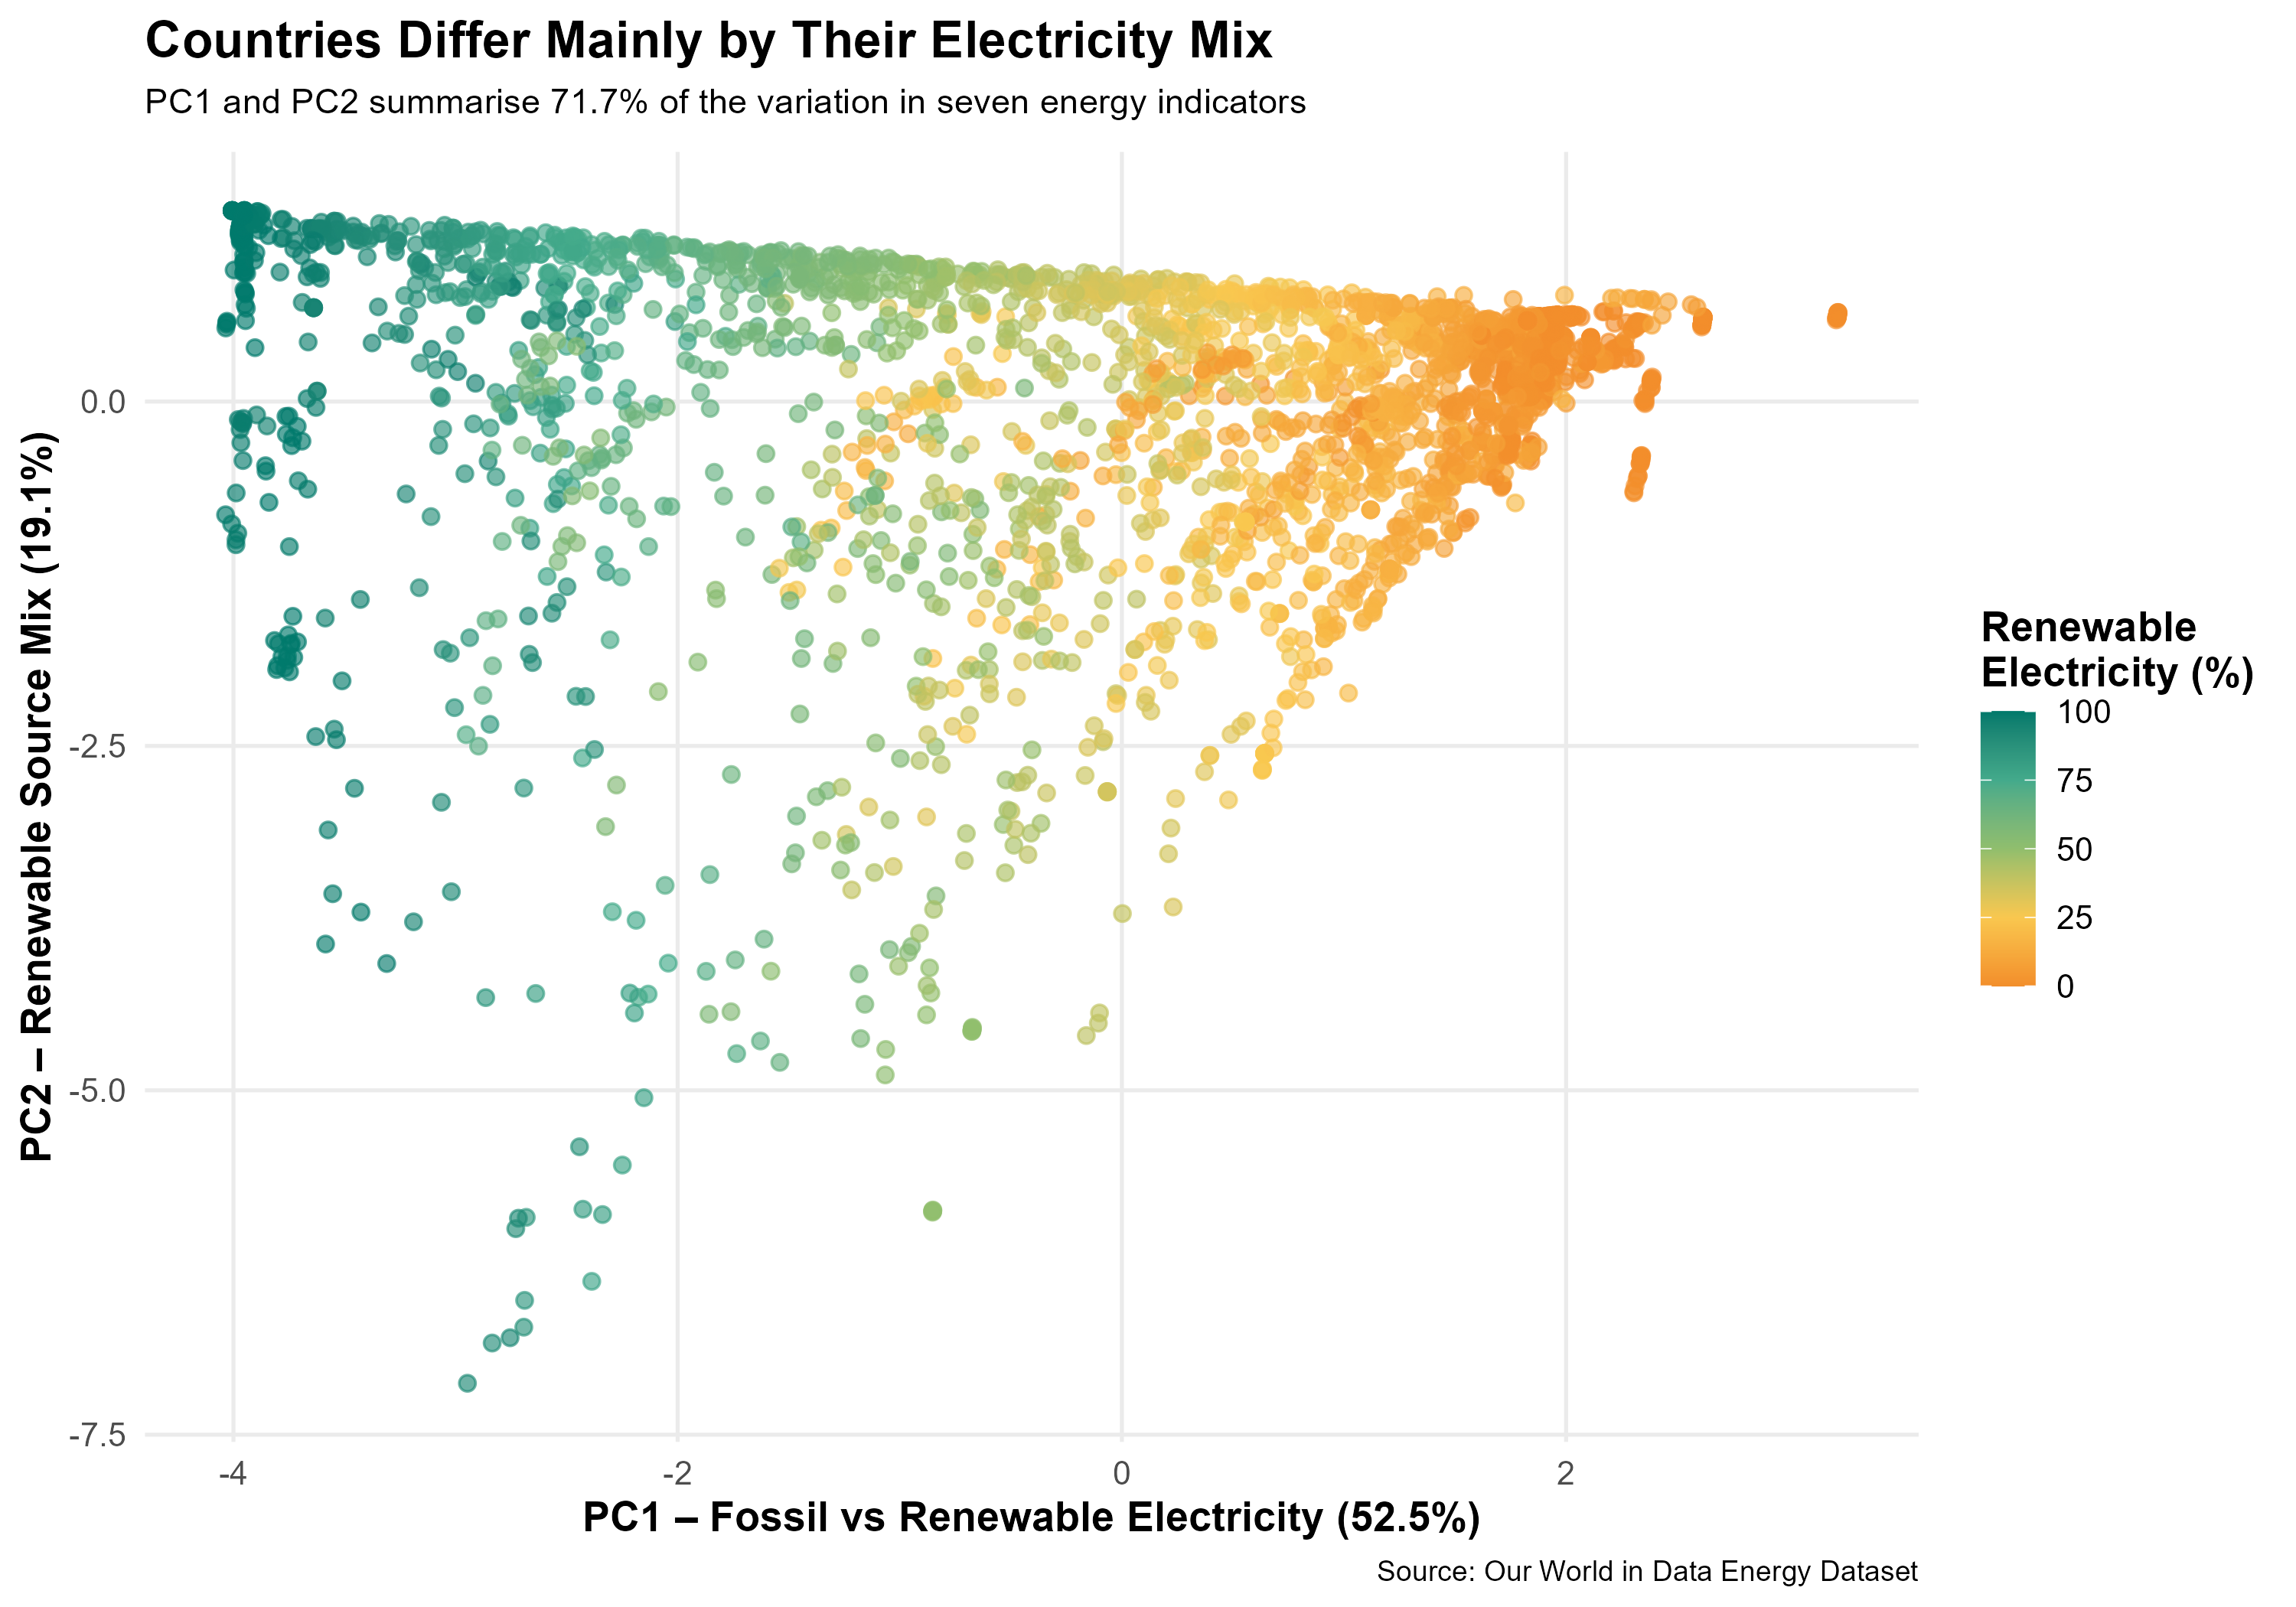 Countries Differ Mainly by Their Electricity Mix
PC1 and PC2 summarise 71.7% of the variation in seven energy indicators
PC2 – Renewable Source Mix (19.1%)
0.0
-2.5
-5.0
-7.5
-4
-2
0
2
PC1 – Fossil vs Renewable Electricity (52.5%)
Renewable
Electricity (%)
100
75
50
25
0
Source: Our World in Data Energy Dataset